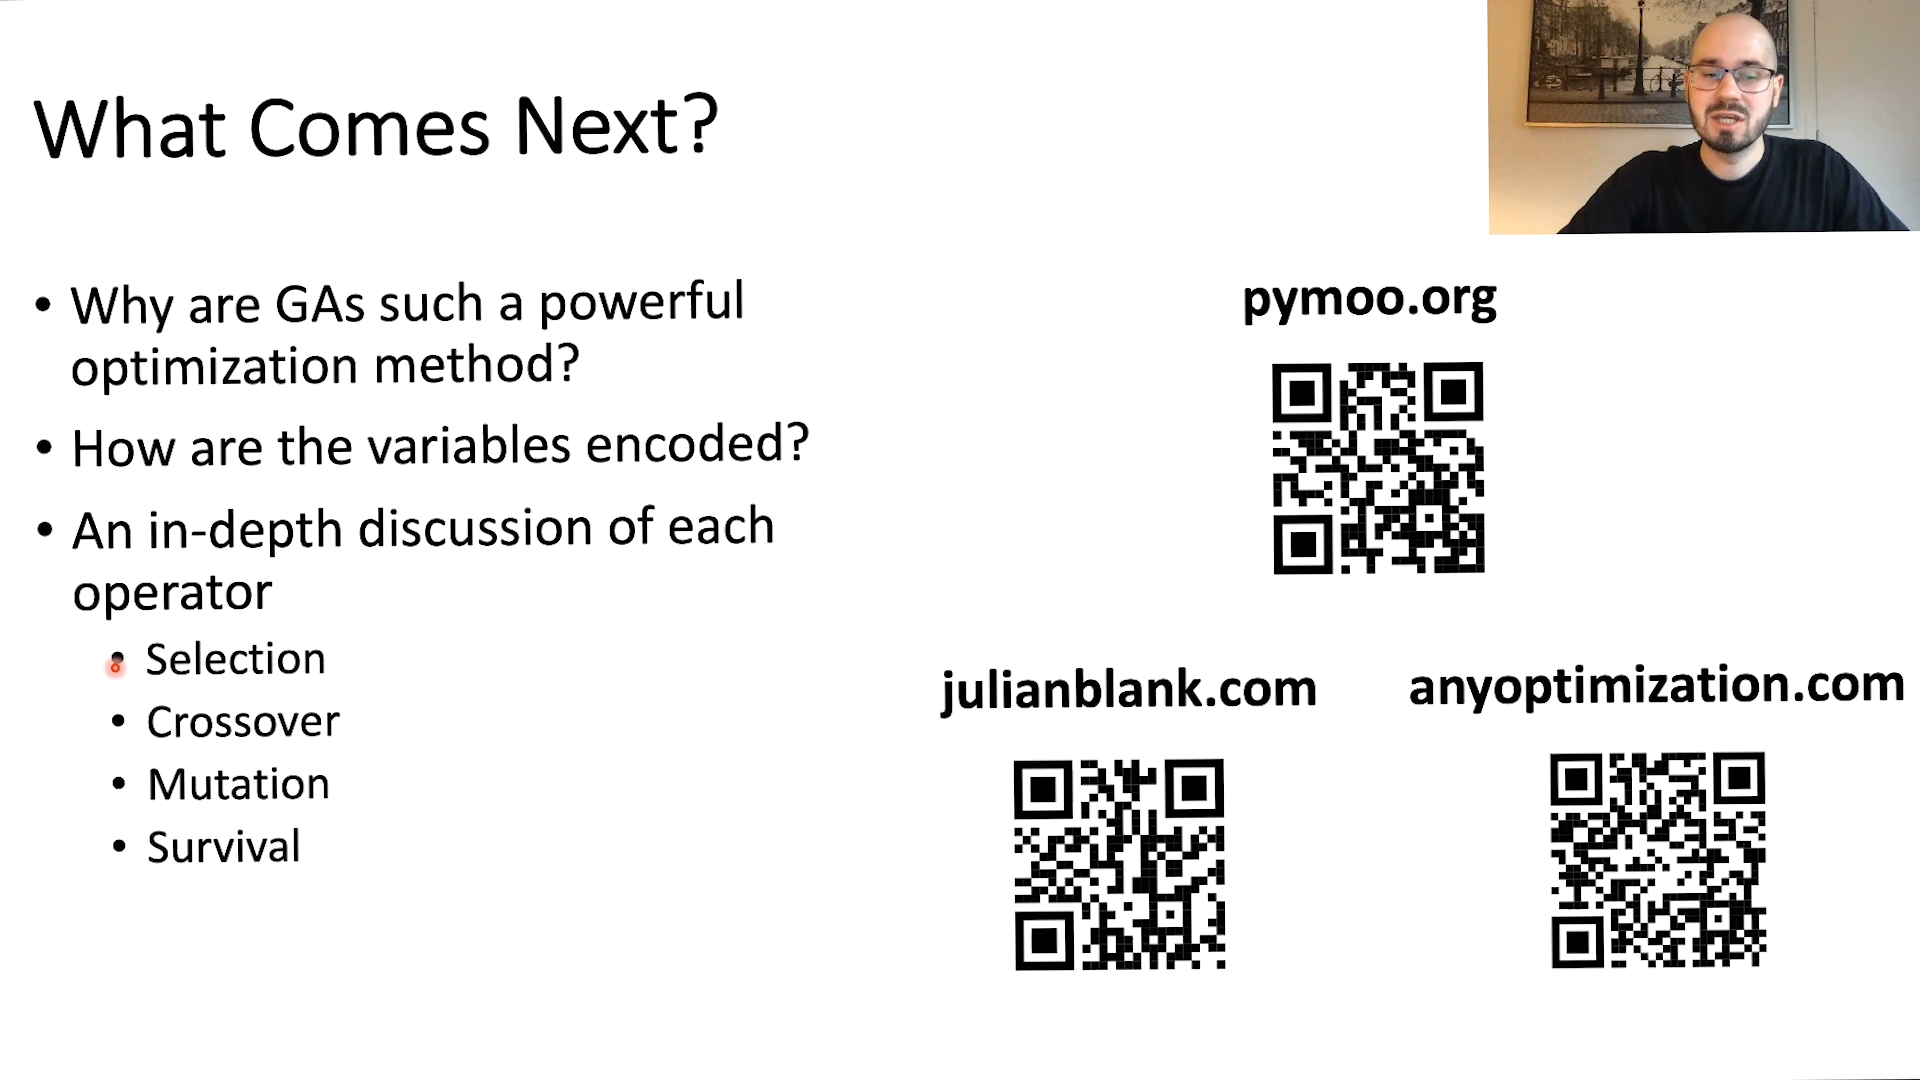 What Comes Next?
• Why are GAs such a powerful
optimization method?
• How are the variables encoded?
• An in-depth discussion of each
operator
• Selection
• Crossover
• Mutation
• Survival
pymoo.org
julianblank.com
anyoptimization.com